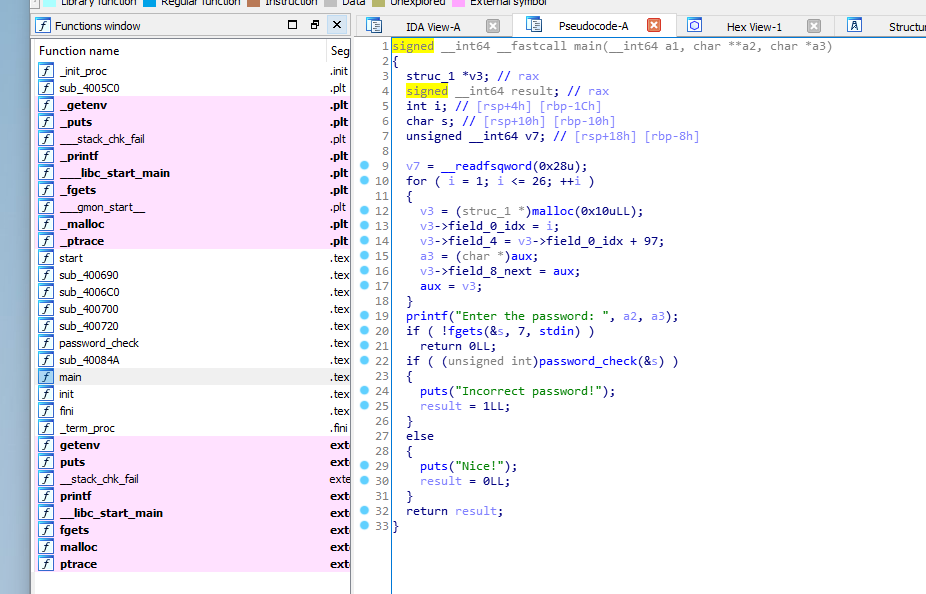 Library function Regular function Instruction Data Unexplored External symbol
Functions window
Function name Seg
_init_proc .init
sub_4005C0 .plt
_getenv .plt
_puts .plt
___stack_chk_fail .plt
_printf .plt
___libc_start_main .plt
_fgets .plt
___gmon_start__ .plt
_malloc .plt
_ptrace .plt
start .tex
sub_400690 .tex
sub_4006C0 .tex
sub_400700 .tex
sub_400720 .tex
password_check .tex
sub_40084A .tex
main .tex
init .tex
fini .tex
_term_proc .fini
getenv exte
puts exte
__stack_chk_fail exte
printf exte
__libc_start_main exte
fgets exte
malloc exte
ptrace exte
IDA View-A Pseudocode-A Hex View-1 Structur
1 signed __int64 __fastcall main(__int64 a1, char **a2, char *a3)
2 {
3 struc_1 *v3; // rax
4 signed __int64 result; // rax
5 int i; // [rsp+4h] [rbp-1Ch]
6 char s; // [rsp+10h] [rbp-10h]
7 unsigned __int64 v7; // [rsp+18h] [rbp-8h]
8
9 v7 = __readfsqword(0x28u);
10 for ( i = 1; i <= 26; ++i )
11 {
12 v3 = (struc_1 *)malloc(0x10uLL);
13 v3->field_0_idx = i;
14 v3->field_4 = v3->field_0_idx + 97;
15 a3 = (char *)aux;
16 v3->field_8_next = aux;
17 aux = v3;
18 }
19 printf("Enter the password: ", a2, a3);
20 if ( !fgets(&s, 7, stdin) )
21 return 0LL;
22 if ( (unsigned int)password_check(&s) )
23 {
24 puts("Incorrect password!");
25 result = 1LL;
26 }
27 else
28 {
29 puts("Nice!");
30 result = 0LL;
31 }
32 return result;
33 }